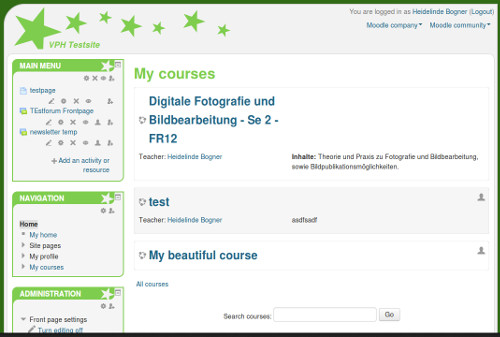 You are logged in as Heidelinde Bogner (Logout)
Moodle company Moodle community
VPH Testsite
MAIN MENU
testpage
TEstforum Frontpage
newsletter temp
Add an activity or
resource
NAVIGATION
Home
My home
Site pages
My profile
My courses
ADMINISTRATION
Front page settings
Turn editing off
My courses
Digitale Fotografie und
Bildbearbeitung - Se 2 -
FR12
Teacher: Heidelinde Bogner
Inhalte: Theorie und Praxis zu Fotografie und Bildbearbeitung,
sowie Bildpublikationsmöglichkeiten.
test
Teacher: Heidelinde Bogner
asdfsadf
My beautiful course
All courses
Search courses: Go